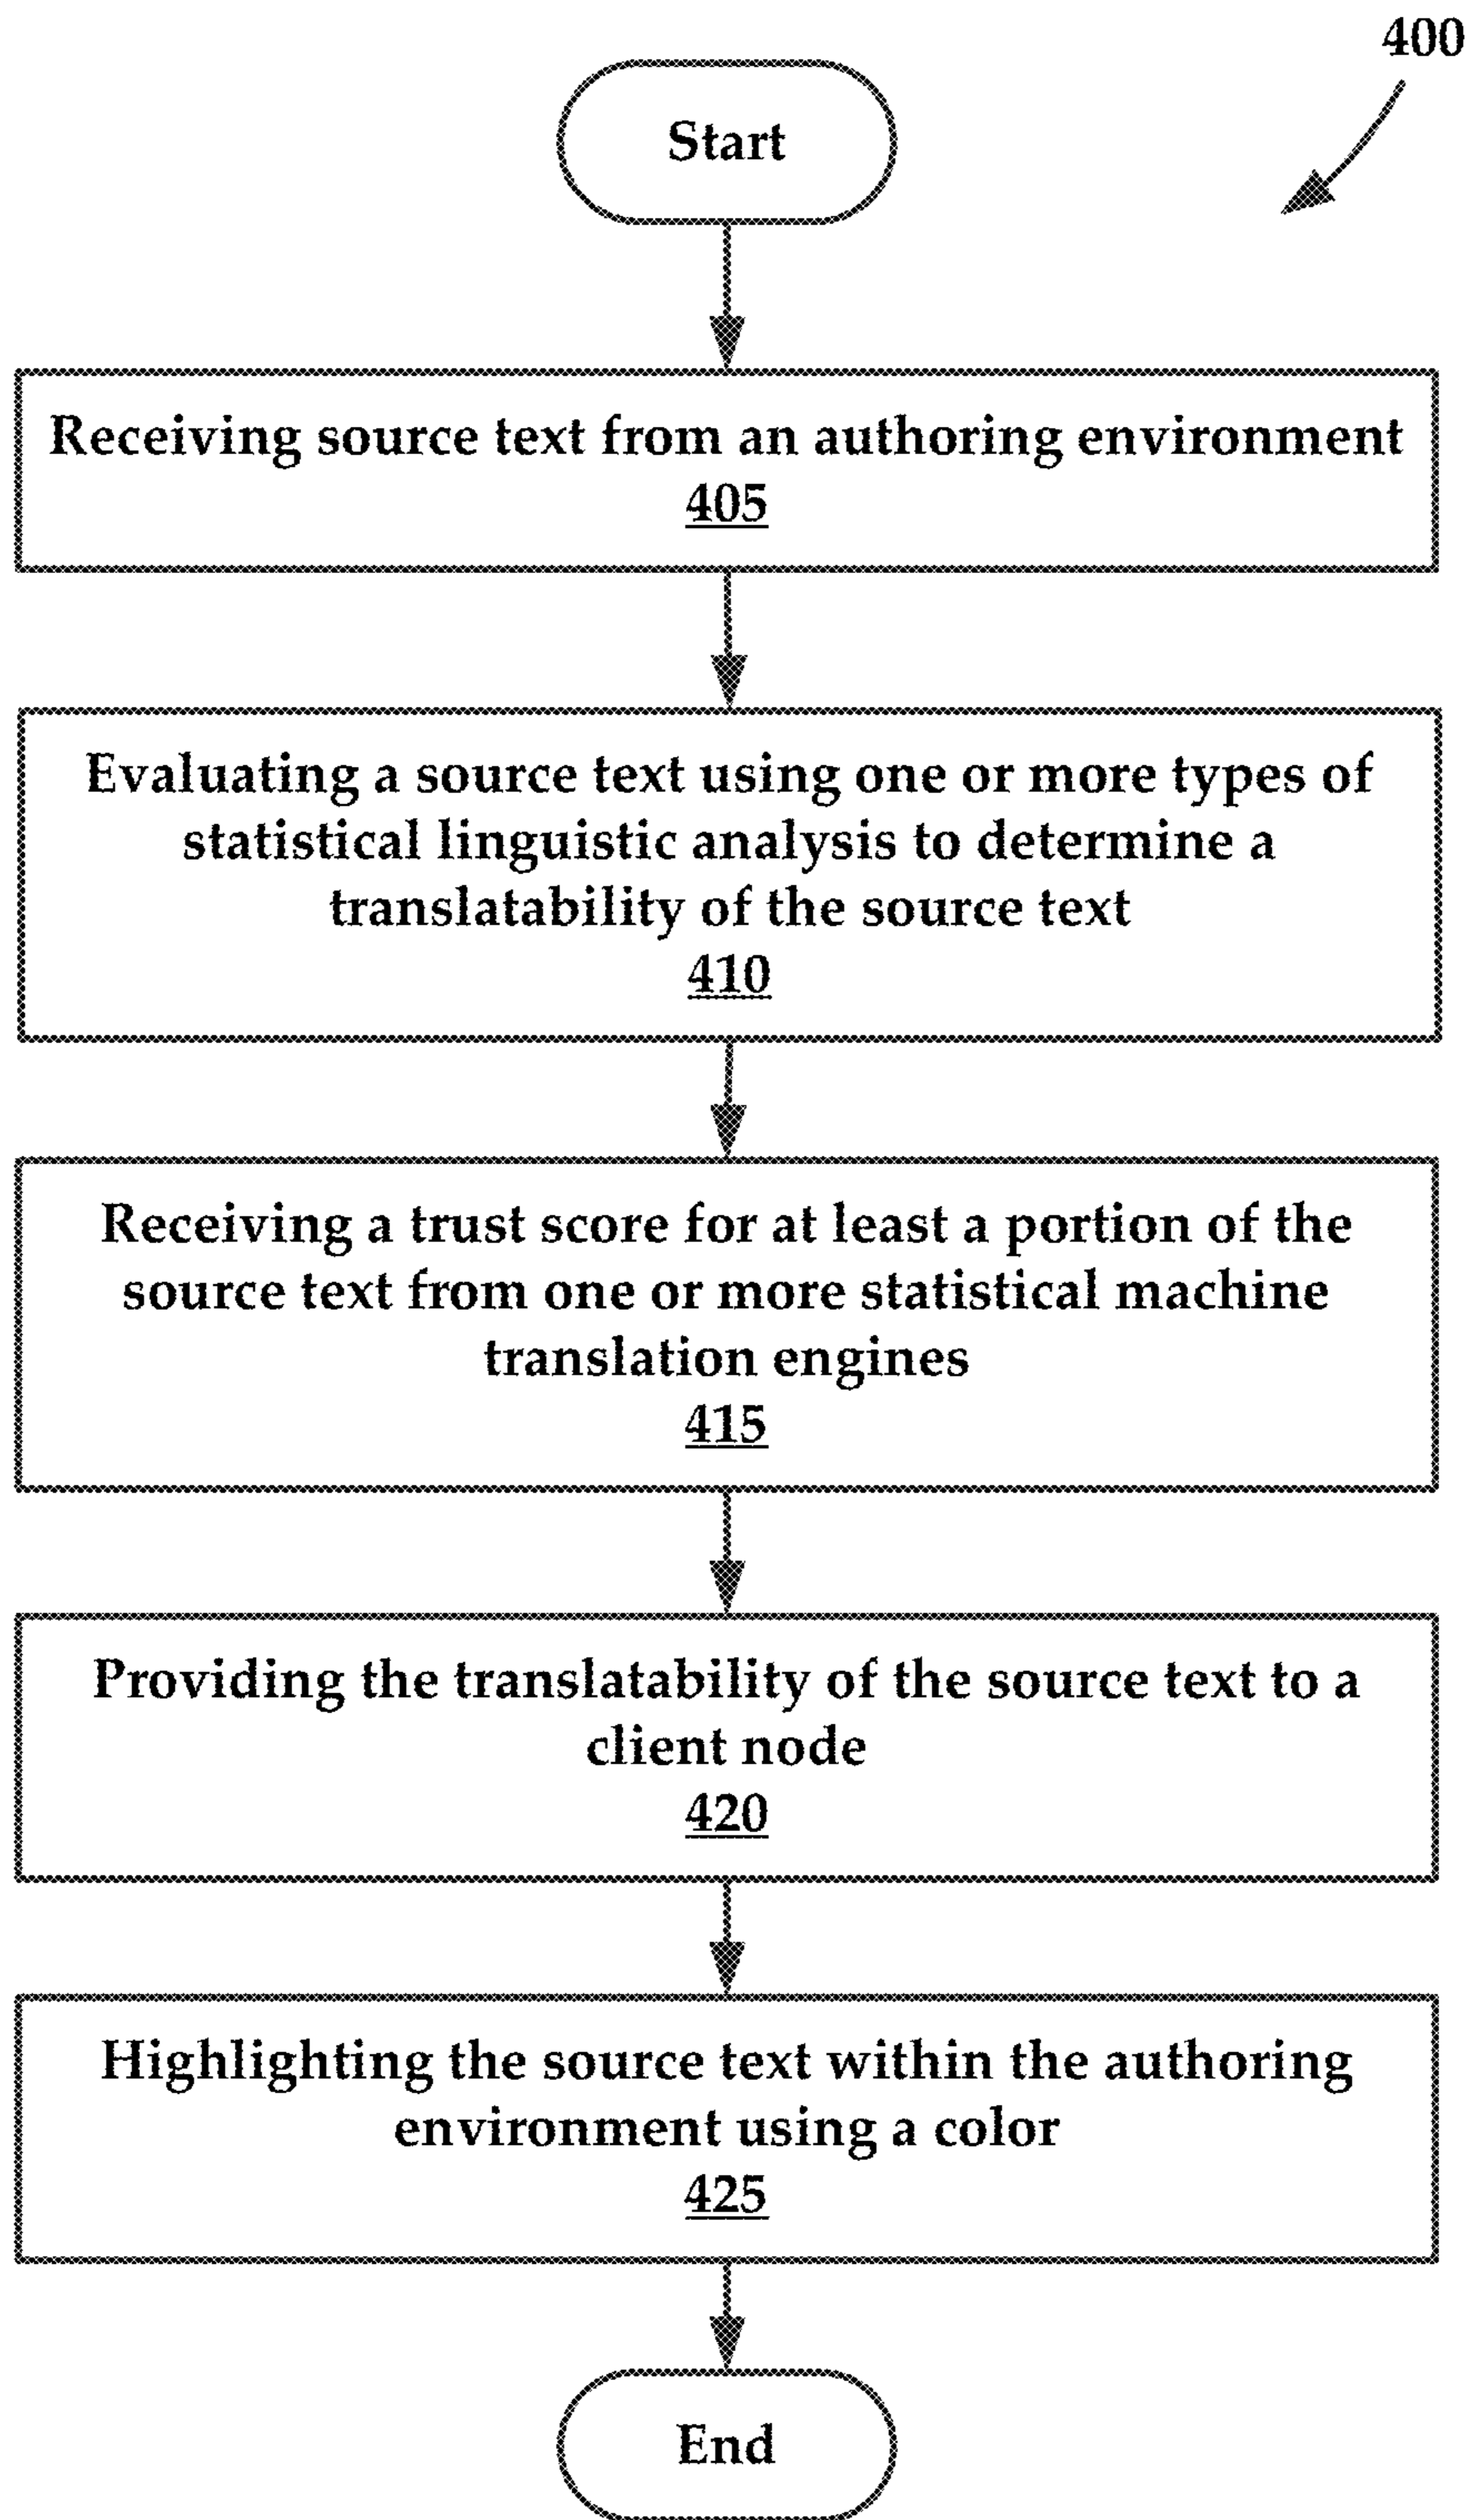 400
Start
Receiving source text from an authoring environment
405
Evaluating a source text using one or more types of
statistical linguistic analysis to determine a
translatability of the source text
410
Receiving a trust score for at least a portion of the
source text from one or more statistical machine
translation engines
415
Providing the translatability of the source text to a
client node
420
Highlighting the source text within the authoring
environment using a color
425
End